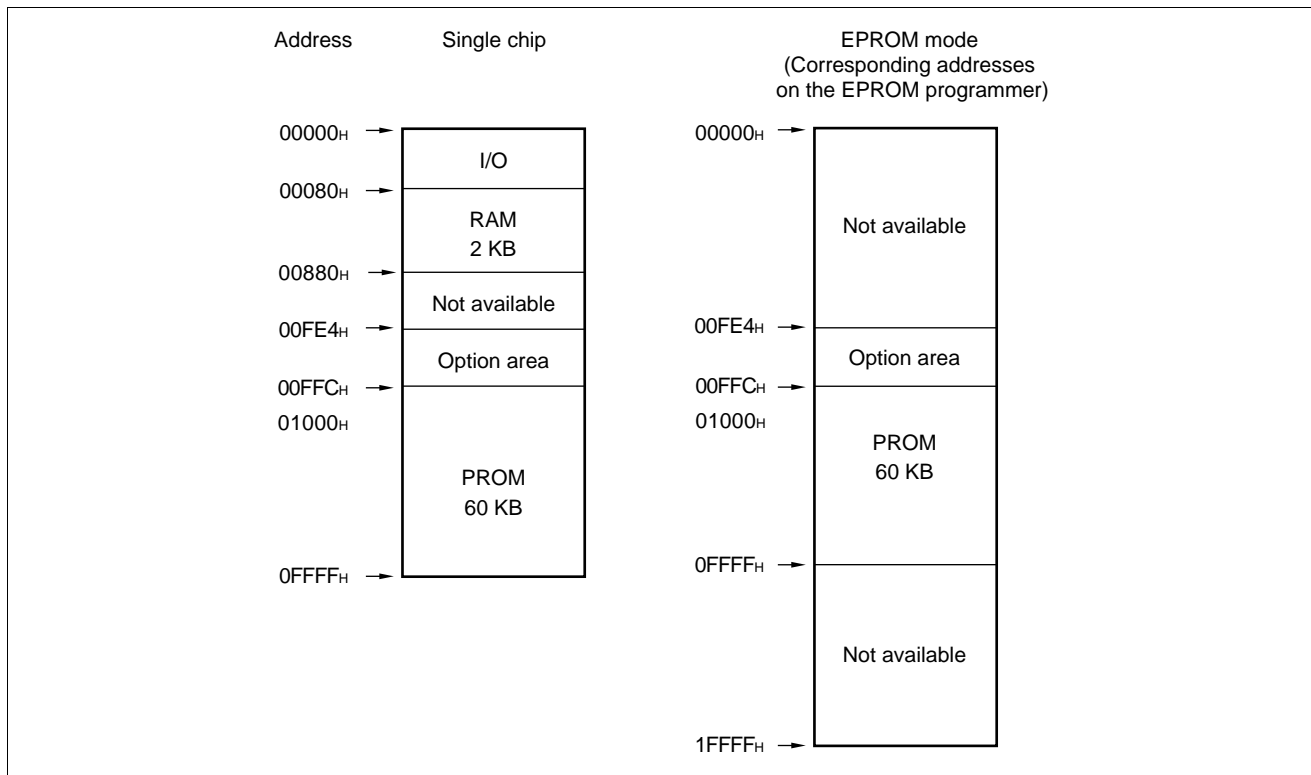 Address
Single chip
00000H
I/O
00080H
RAM
2 KB
00880H
Not available
00FE4H
Option area
00FFCH
01000H
PROM
60 KB
0FFFFH
EPROM mode
(Corresponding addresses
on the EPROM programmer)
00000H
Not available
00FE4H
Option area
00FFCH
01000H
PROM
60 KB
0FFFFH
Not available
1FFFFH